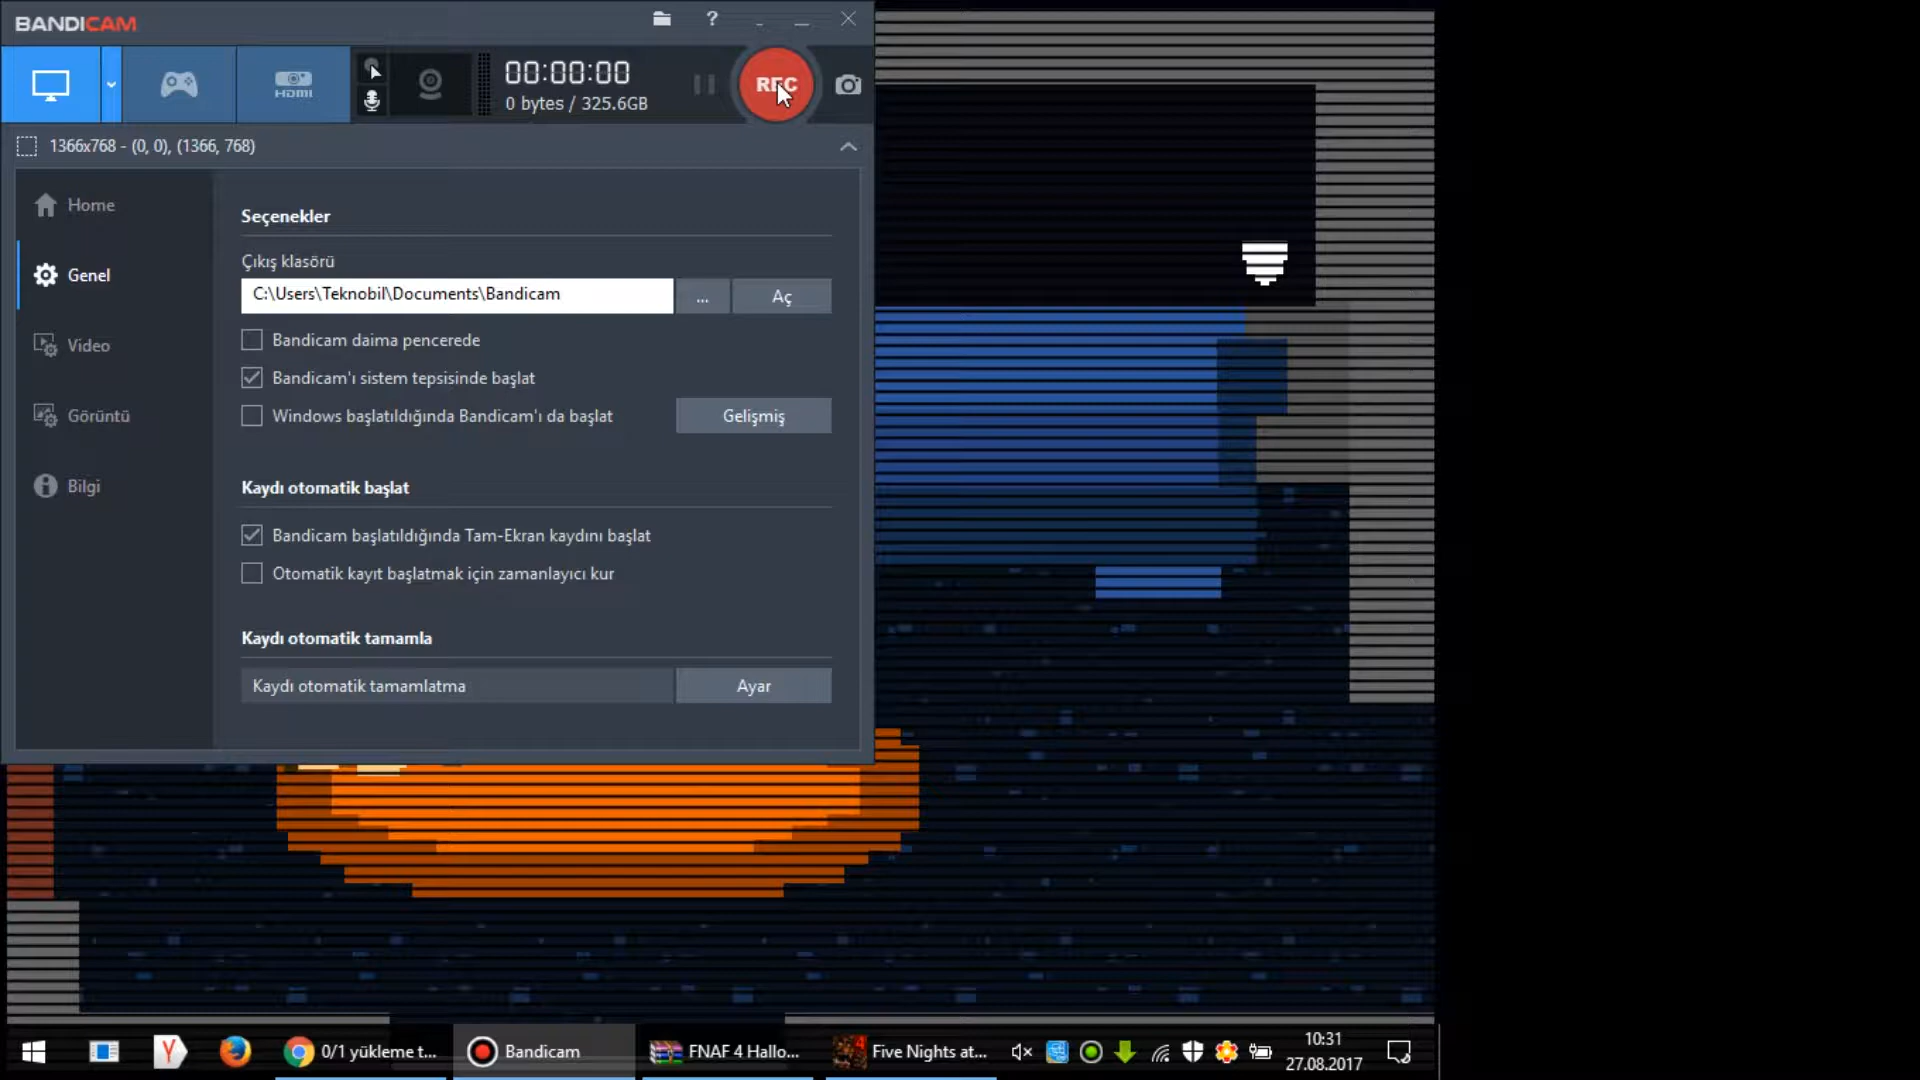 BANDICAM
?
HDMI
00:00:00
0 bytes / 325.6GB
REC
1366x768 - (0, 0), (1366, 768)
Home
Genel
Video
Görüntü
Bilgi
Seçenekler
Çıkış klasörü
C:\Users\Teknobil\Documents\Bandicam
...
Aç
Bandicam daima pencerede
Bandicam'ı sistem tepsisinde başlat
Windows başlatıldığında Bandicam'ı da başlat
Gelişmiş
Kaydı otomatik başlat
Bandicam başlatıldığında Tam-Ekran kaydını başlat
Otomatik kayıt başlatmak için zamanlayıcı kur
Kaydı otomatik tamamla
Kaydı otomatik tamamlatma
Ayar
0/1 yükleme t...
Bandicam
FNAF 4 Hallo...
Five Nights at...
10:31
27.08.2017